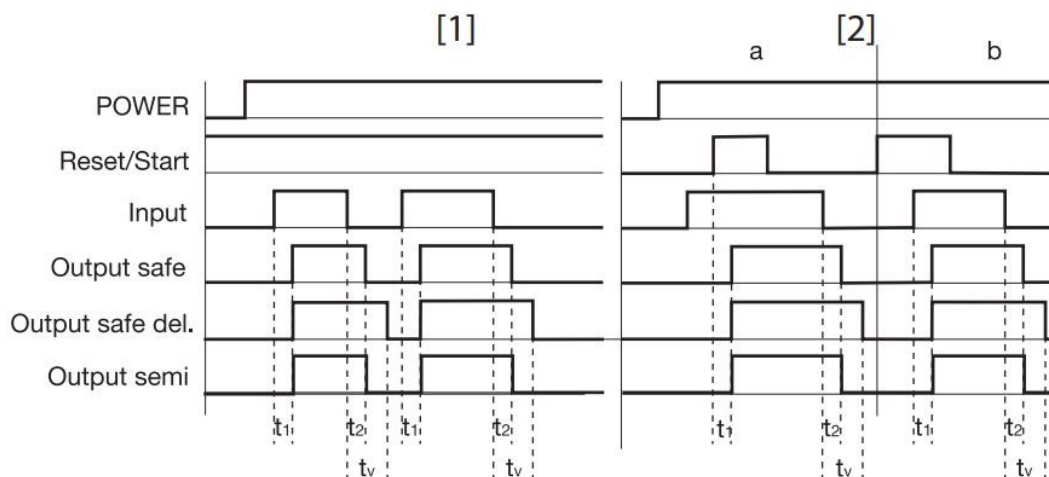 [1] [2]
a b
POWER
Reset/Start
Input
Output safe
Output safe del.
Output semi
t1 t2 t1 t2 t1 t2 t1 t2
tv tv tv tv